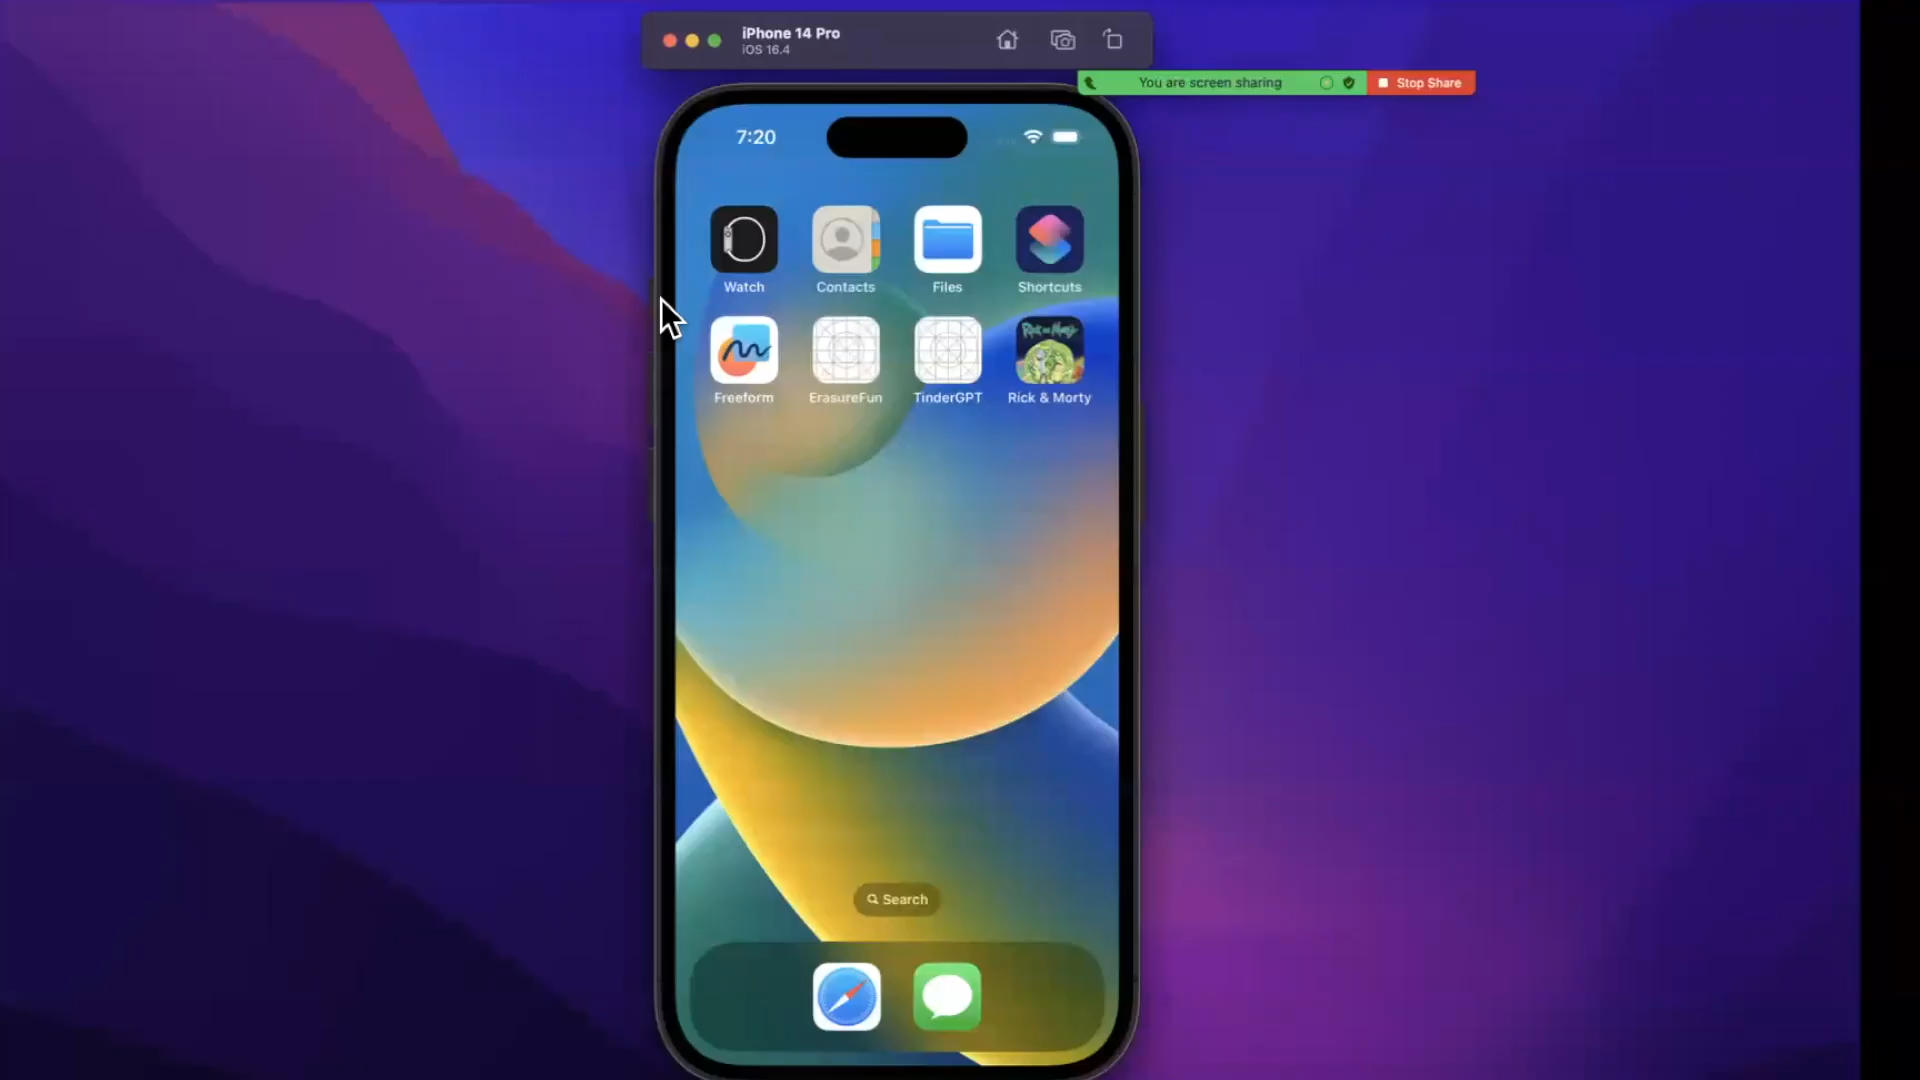 iPhone 14 Pro
iOS 16.4
You are screen sharing
Stop Share
7:20
Watch
Contacts
Files
Shortcuts
Freeform
ErasureFun
TinderGPT
Rick & Morty
Search